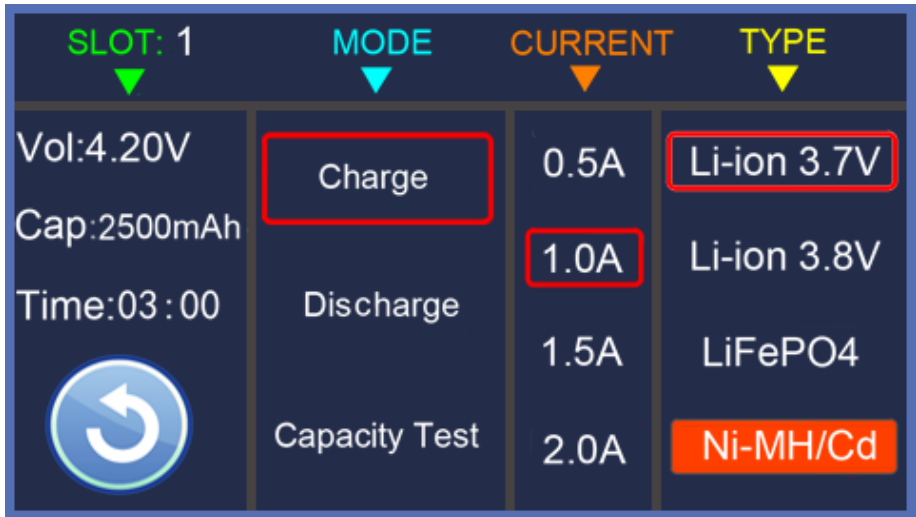 SLOT: 1
MODE
CURRENT
TYPE
Vol:4.20V
Cap:2500mAh
Time:03:00
Charge
Discharge
Capacity Test
0.5A
1.0A
1.5A
2.0A
Li-ion 3.7V
Li-ion 3.8V
LiFePO4
Ni-MH/Cd